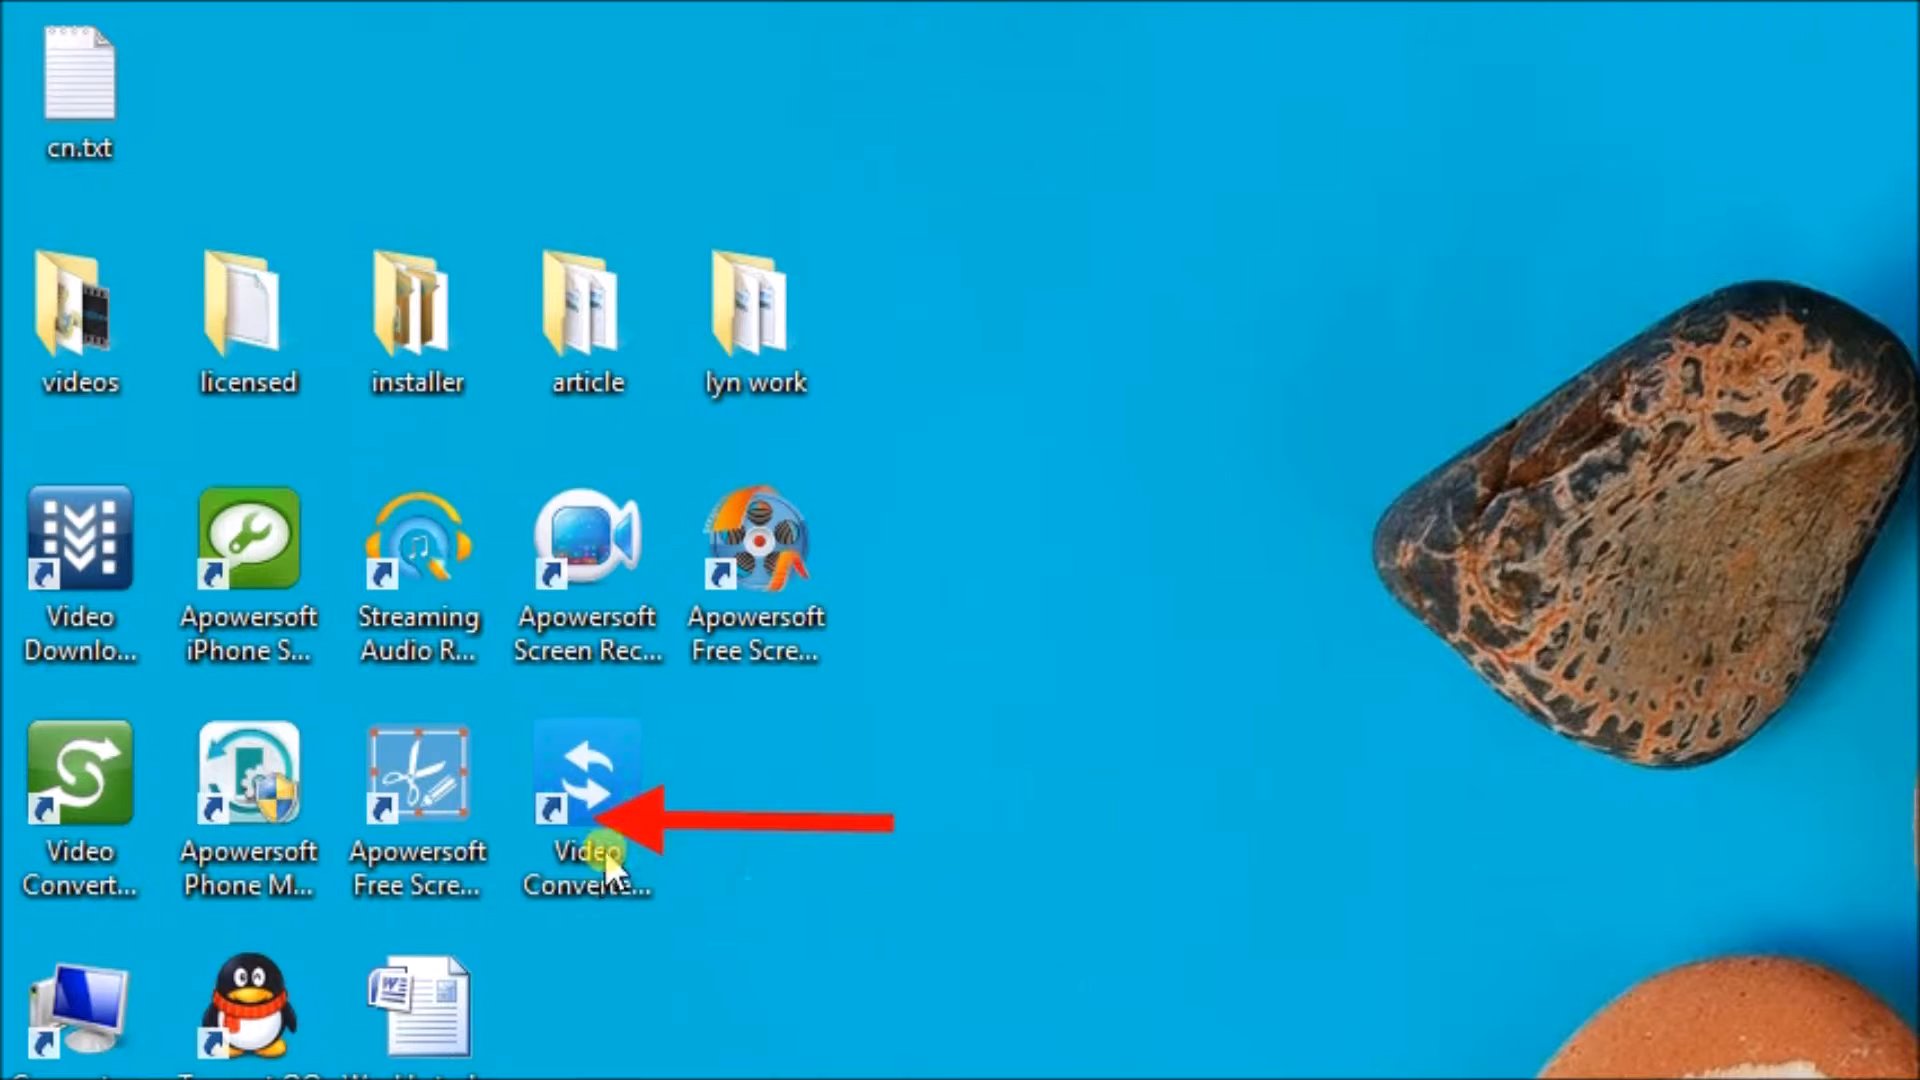 cn.txt
videos
licensed
installer
article
lyn work
Video
Downlo...
Apowersoft
iPhone S...
Streaming
Audio R...
Apowersoft
Screen Rec...
Apowersoft
Free Scre...
Video
Convert...
Apowersoft
Phone M...
Apowersoft
Free Scre...
Video
Converte...
W